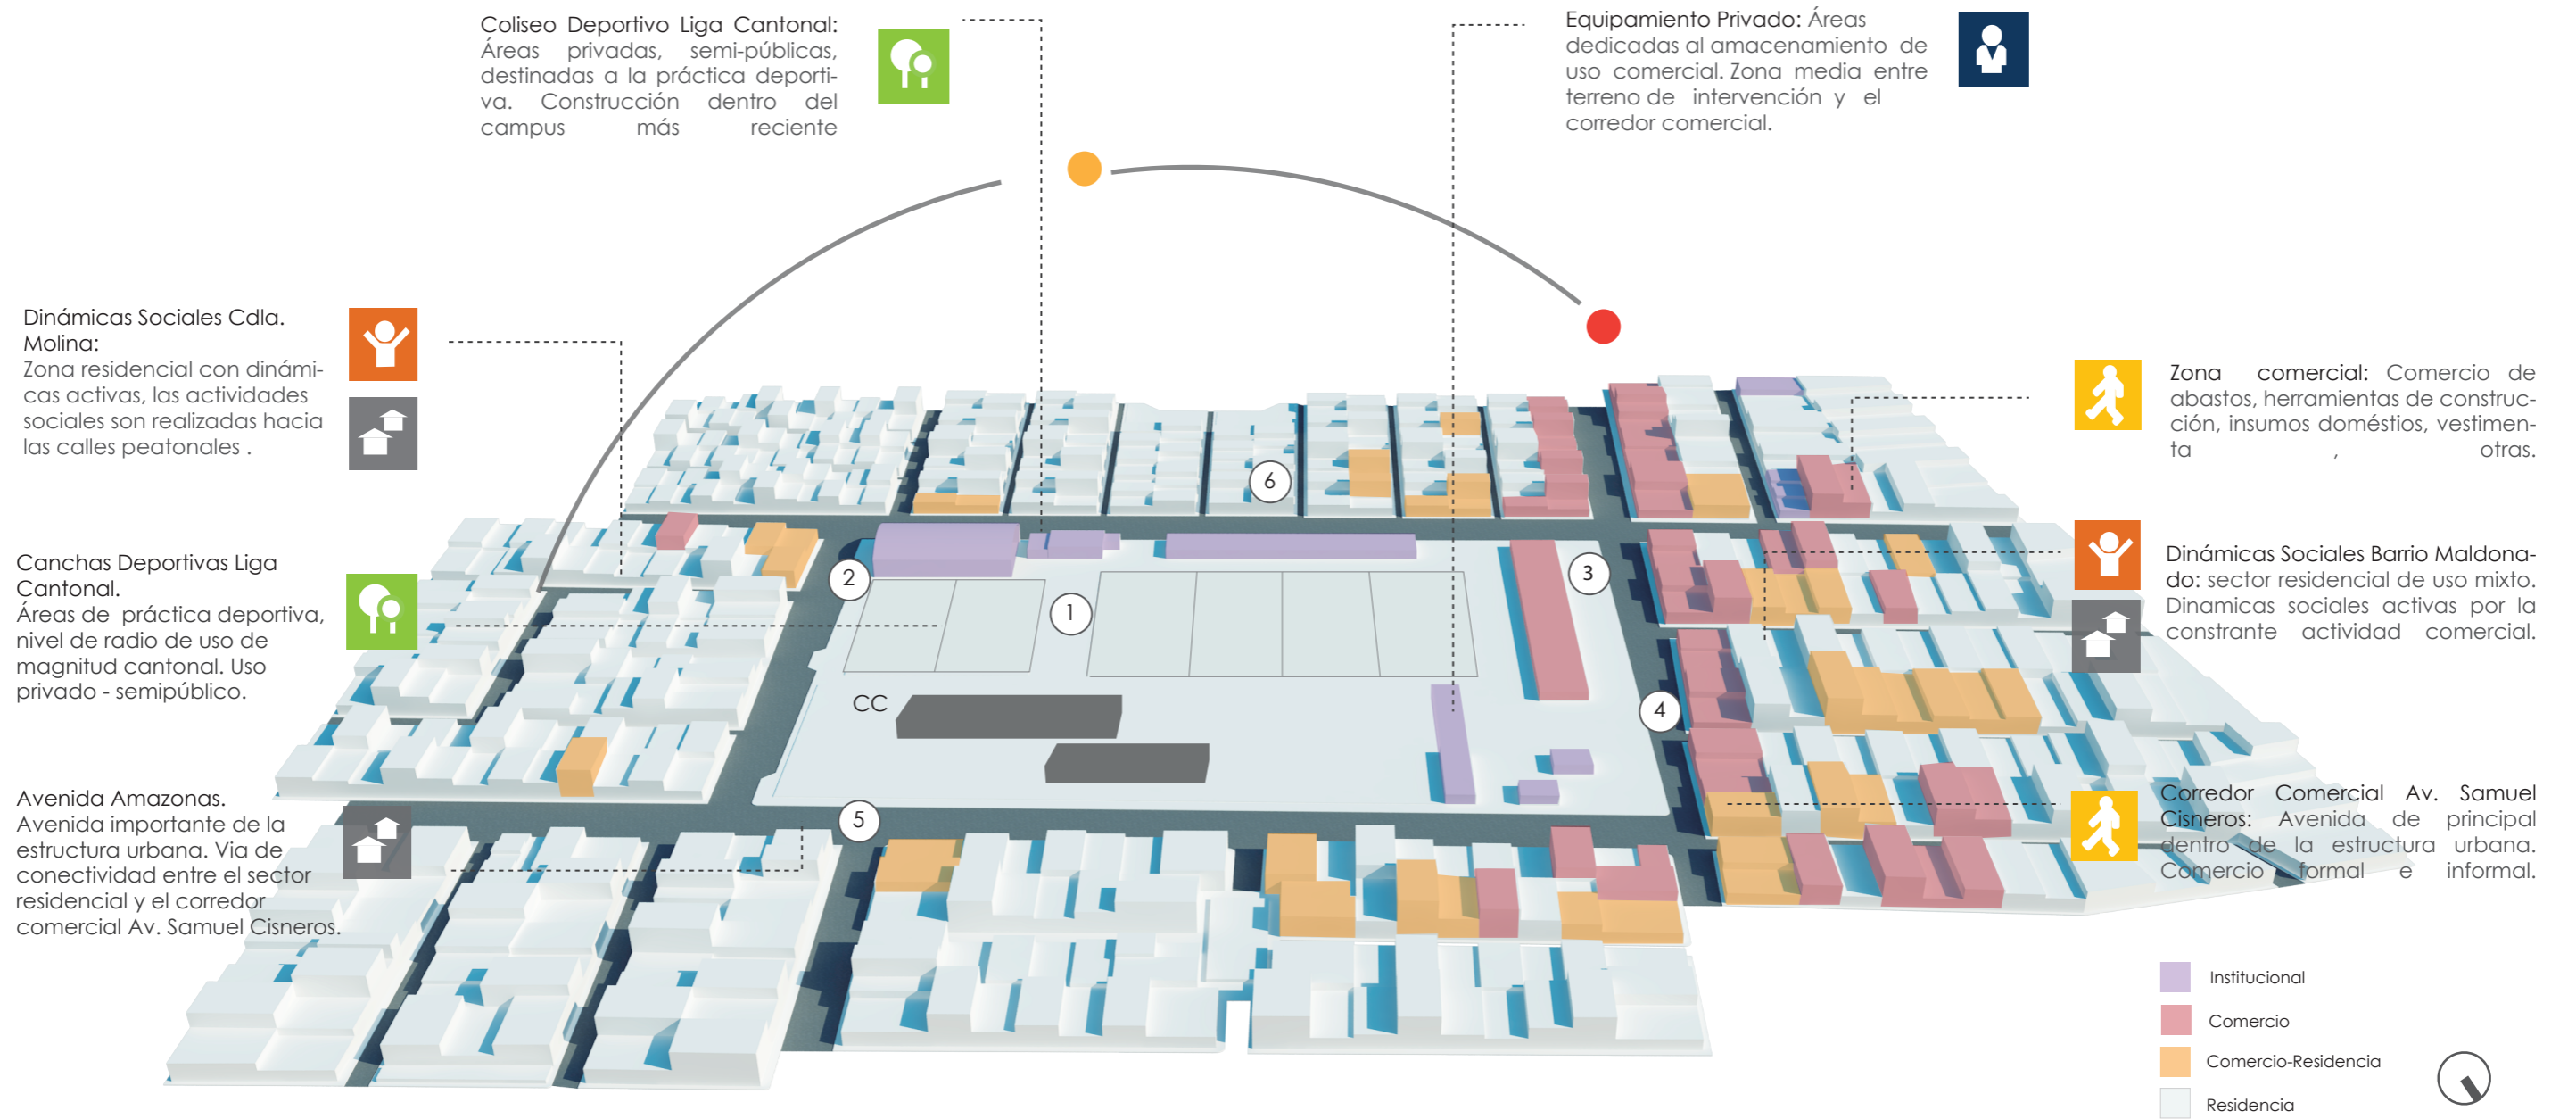 Coliseo Deportivo Liga Cantonal:
Áreas privadas, semi-públicas,
destinadas a la práctica deporti-
va. Construcción dentro del
campus más reciente
Equipamiento Privado: Áreas
dedicadas al amacenamiento de
uso comercial. Zona media entre
terreno de intervención y el
corredor comercial.
Dinámicas Sociales Cdla.
Molina:
Zona residencial con dinámi-
cas activas, las actividades
sociales son realizadas hacia
las calles peatonales .
Canchas Deportivas Liga
Cantonal.
Áreas de práctica deportiva,
nivel de radio de uso de
magnitud cantonal. Uso
privado - semipúblico.
Avenida Amazonas.
Avenida importante de la
estructura urbana. Via de
conectividad entre el sector
residencial y el corredor
comercial Av. Samuel Cisneros.
6
2
1
3
CC
4
5
Zona comercial: Comercio de
abastos, herramientas de construc-
ción, insumos doméstios, vestimen-
ta , otras.
Dinámicas Sociales Barrio Maldona-
do: sector residencial de uso mixto.
Dinamicas sociales activas por la
constrante actividad comercial.
Corredor Comercial Av. Samuel
Cisneros: Avenida de principal
dentro de la estructura urbana.
Comercio formal e informal.
Institucional
Comercio
Comercio-Residencia
Residencia